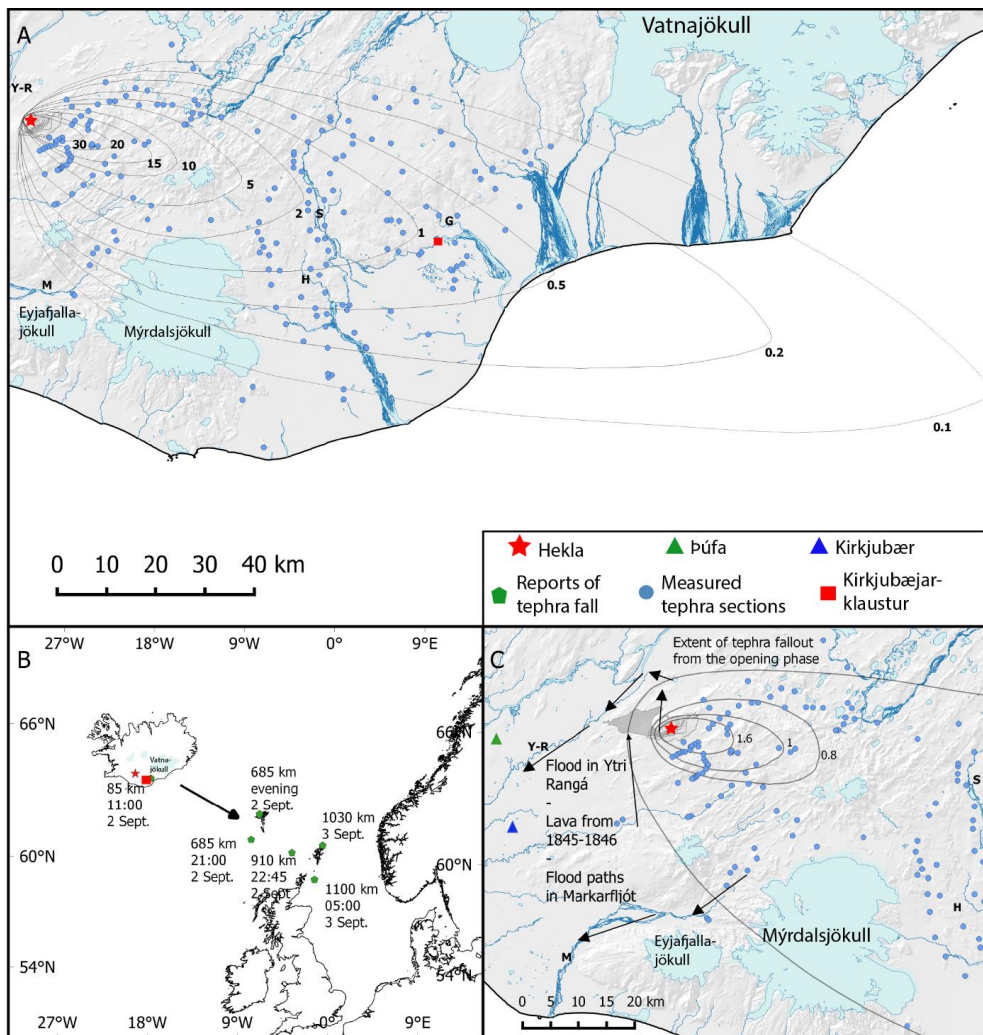 A
Vatnajökull
Y-R
30
20
15
10
5
2
S
1
G
H
M
0.5
0.2
0.1
Eyjafjalla-
jökull
Mýrdalsjökull
0 10 20 30 40 km
Hekla
Þúfa
Kirkjubær
Reports of
tephra fall
Measured
tephra sections
Kirkjubæjar-
klaustur
B
27°W 18°W 9°W 0° 9°E
66°N
66°N
Vatna-
jökull
85 km
11:00
2 Sept.
685 km
evening
2 Sept.
1030 km
3 Sept.
60°N
60°N
685 km
21:00
2 Sept.
910 km
22:45
2 Sept
1100 km
05:00
3 Sept.
54°N
54°N
27°W 18°W 9°W 0° 9°E
C
Extent of tephra fallout
from the opening phase
1.6
1
0.8
Y-R
Flood in Ytri
Rangá
-
Lava from
1845-1846
-
Flood paths
in Markarfljót
S
H
M
Eyjafjalla-
jökull
Mýrdalsjökull
0 5 10 15 20 km